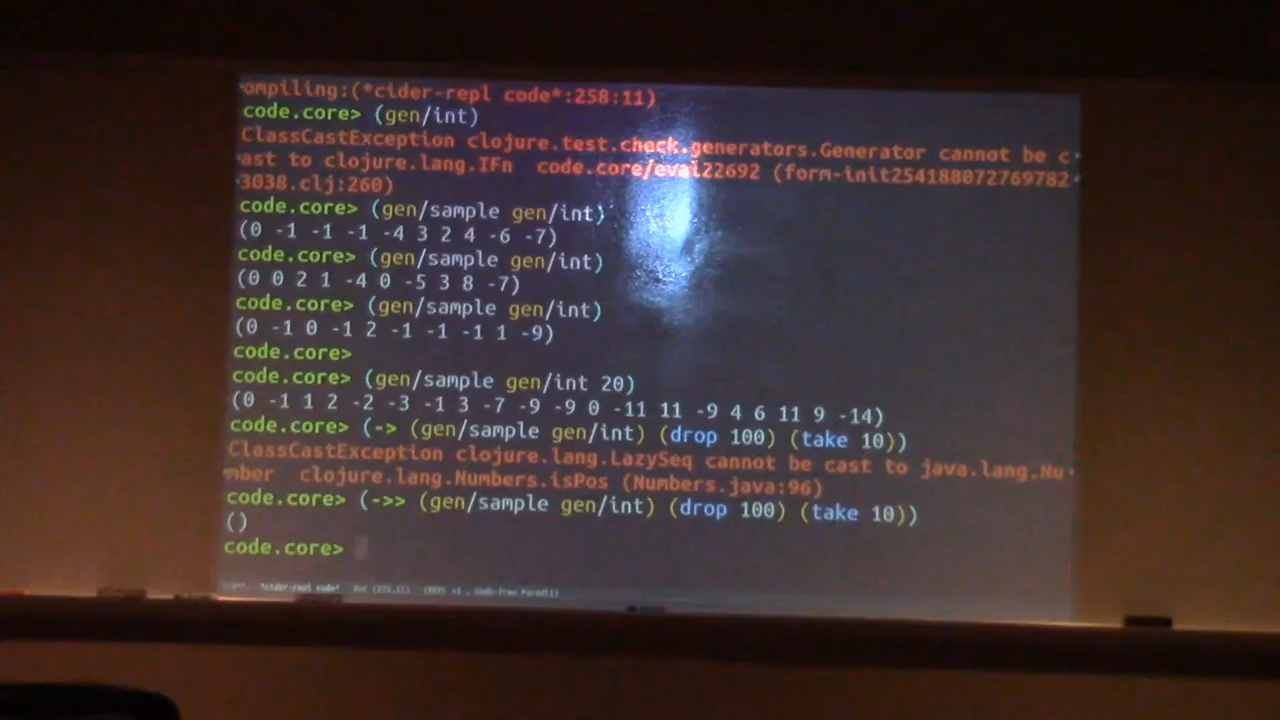 ompiling:(*cider-repl code*:258:11)
code.core> (gen/int)
ClassCastException clojure.test.check.generators.Generator cannot be c
ast to clojure.lang.IFn  code.core/eval22692 (form-init254188072769782
3038.clj:260)
code.core> (gen/sample gen/int)
(0 -1 -1 -1 -4 3 2 4 -6 -7)
code.core> (gen/sample gen/int)
(0 0 2 1 -4 0 -5 3 8 -7)
code.core> (gen/sample gen/int)
(0 -1 0 -1 2 -1 -1 -1 1 -9)
code.core>
code.core> (gen/sample gen/int 20)
(0 -1 1 2 -2 -3 -1 3 -7 -9 -9 0 -11 11 -9 4 6 11 9 -14)
code.core> (-> (gen/sample gen/int) (drop 100) (take 10))
ClassCastException clojure.lang.LazySeq cannot be cast to java.lang.Nu
mber  clojure.lang.Numbers.isPos (Numbers.java:96)
code.core> (->> (gen/sample gen/int) (drop 100) (take 10))
()
code.core>
*cider-repl code*